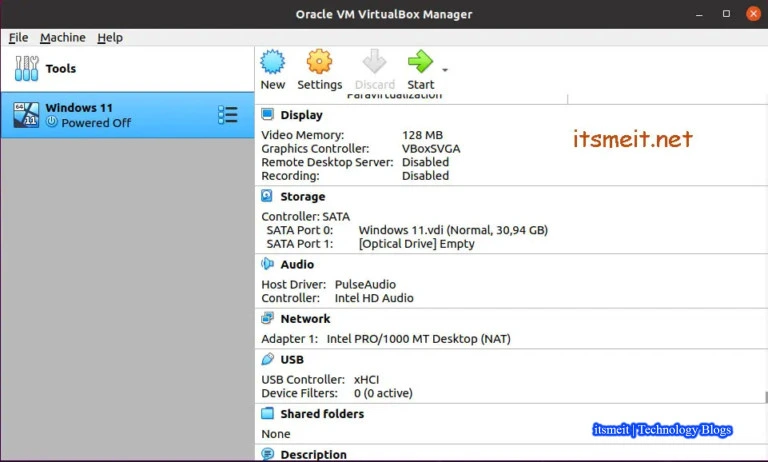 Oracle VM VirtualBox Manager
File Machine Help
Tools
New Settings Discard Start
Windows 11
Powered Off
Paravirtualization
Display
Video Memory: 128 MB
Graphics Controller: VBoxSVGA
Remote Desktop Server: Disabled
Recording: Disabled
itsmeit.net
Storage
Controller: SATA
SATA Port 0: Windows 11.vdi (Normal, 30,94 GB)
SATA Port 1: [Optical Drive] Empty
Audio
Host Driver: PulseAudio
Controller: Intel HD Audio
Network
Adapter 1: Intel PRO/1000 MT Desktop (NAT)
USB
USB Controller: xHCI
Device Filters: 0 (0 active)
Shared folders
None
itsmeit | Technology Blogs
Description